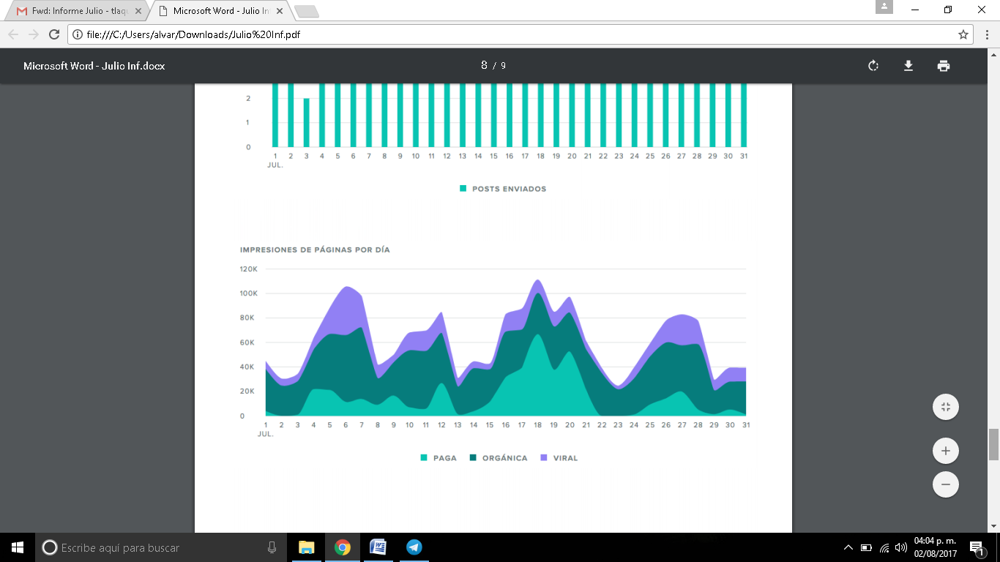 Fwd: Informe Julio - tlaqu
Microsoft Word - Julio In
file:///C:/Users/alvar/Downloads/Julio%20Inf.pdf
Microsoft Word - Julio Inf.docx
8 / 9
2
1
0
1 2 3 4 5 6 7 8 9 10 11 12 13 14 15 16 17 18 19 20 21 22 23 24 25 26 27 28 29 30 31
JUL.
POSTS ENVIADOS
IMPRESIONES DE PÁGINAS POR DÍA
120K
100K
80K
60K
40K
20K
0
1 2 3 4 5 6 7 8 9 10 11 12 13 14 15 16 17 18 19 20 21 22 23 24 25 26 27 28 29 30 31
JUL.
PAGA ORGÁNICA VIRAL
Escribe aquí para buscar
04:04 p. m.
02/08/2017
1